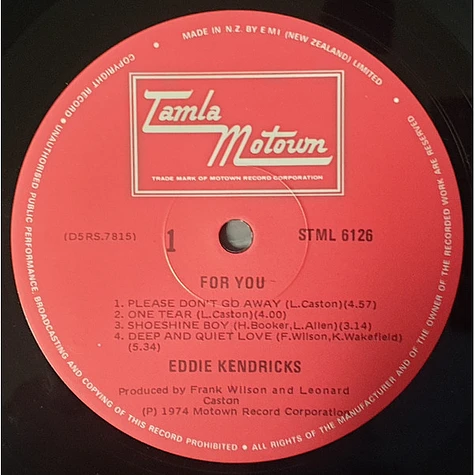 MADE IN N.Z. BY EMI (NEW ZEALAND) LIMITED
Tamla
Motown
TRADE MARK OF MOTOWN RECORD CORPORATION
(D5RS.7815)
1
STML 6126
FOR YOU
1. PLEASE DON'T GO AWAY (L.Caston)(4.57)
2. ONE TEAR (L.Caston)(4.00)
3. SHOESHINE BOY (H.Booker,L.Allen)(3.14)
4. DEEP AND QUIET LOVE (F.Wilson,K.Wakefield)
(5.34)
EDDIE KENDRICKS
Produced by Frank Wilson and Leonard
Caston
(P) 1974 Motown Record Corporation
COPYRIGHT RECORD • UNAUTHORISED PUBLIC PERFORMANCE, BROADCASTING AND COPYING OF THIS RECORD PROHIBITED • ALL RIGHTS OF THE MANUFACTURER AND OF THE OWNER OF THE RECORDED WORK ARE RESERVED